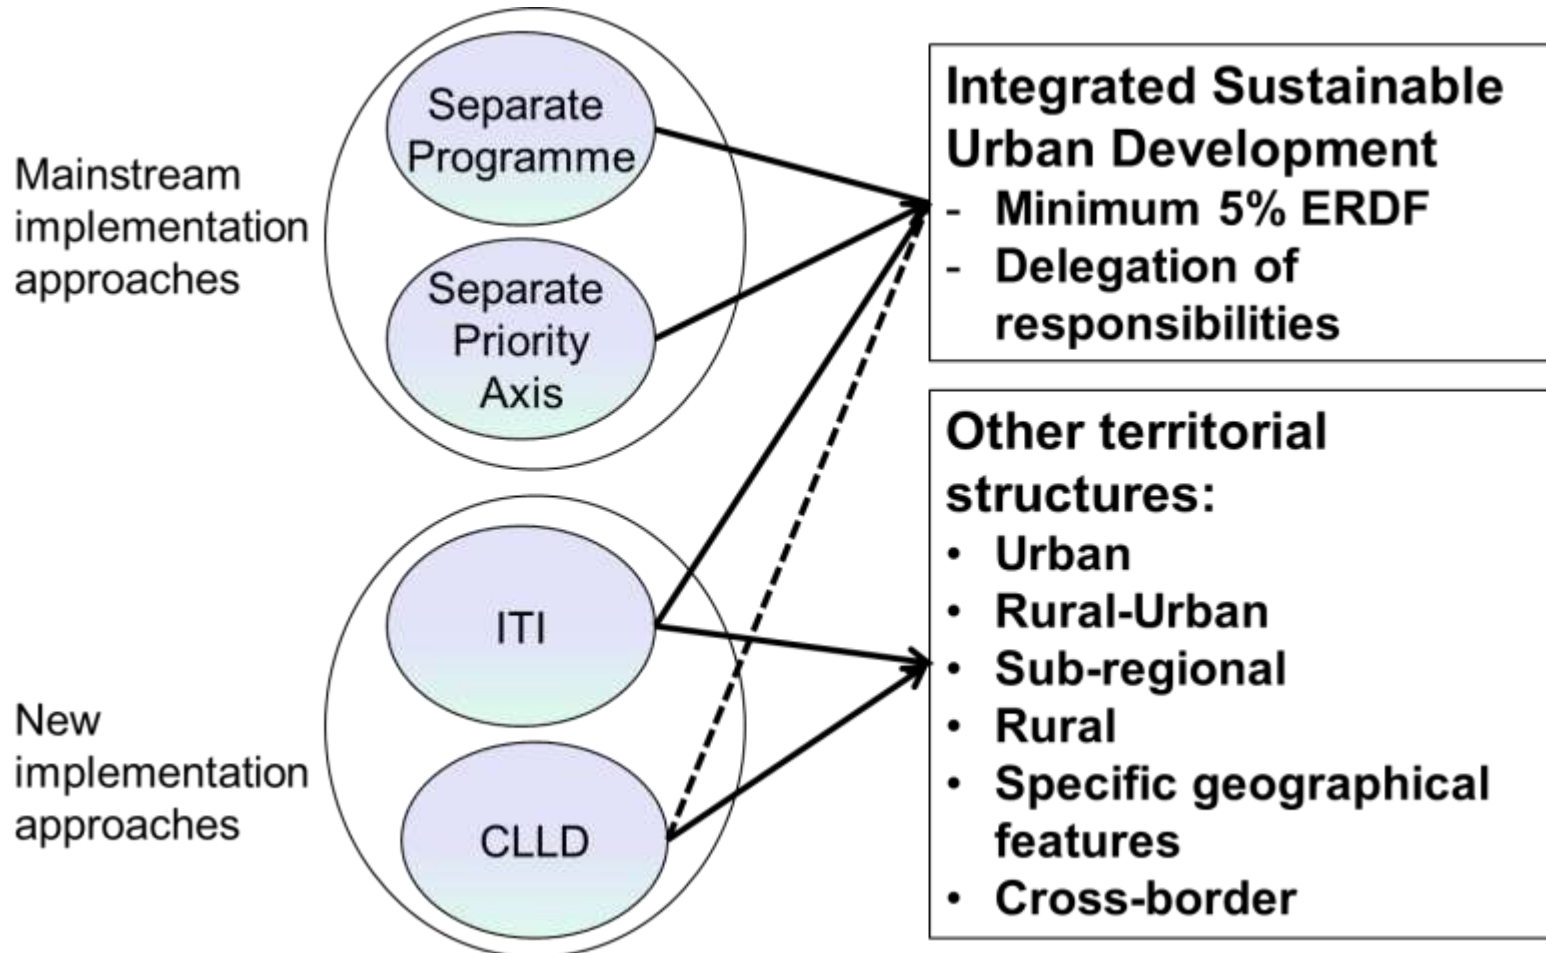 Mainstream
implementation
approaches
Separate
Programme
Separate
Priority
Axis
New
implementation
approaches
ITI
CLLD
Integrated Sustainable
Urban Development
- Minimum 5% ERDF
- Delegation of
responsibilities
Other territorial
structures:
• Urban
• Rural-Urban
• Sub-regional
• Rural
• Specific geographical
features
• Cross-border